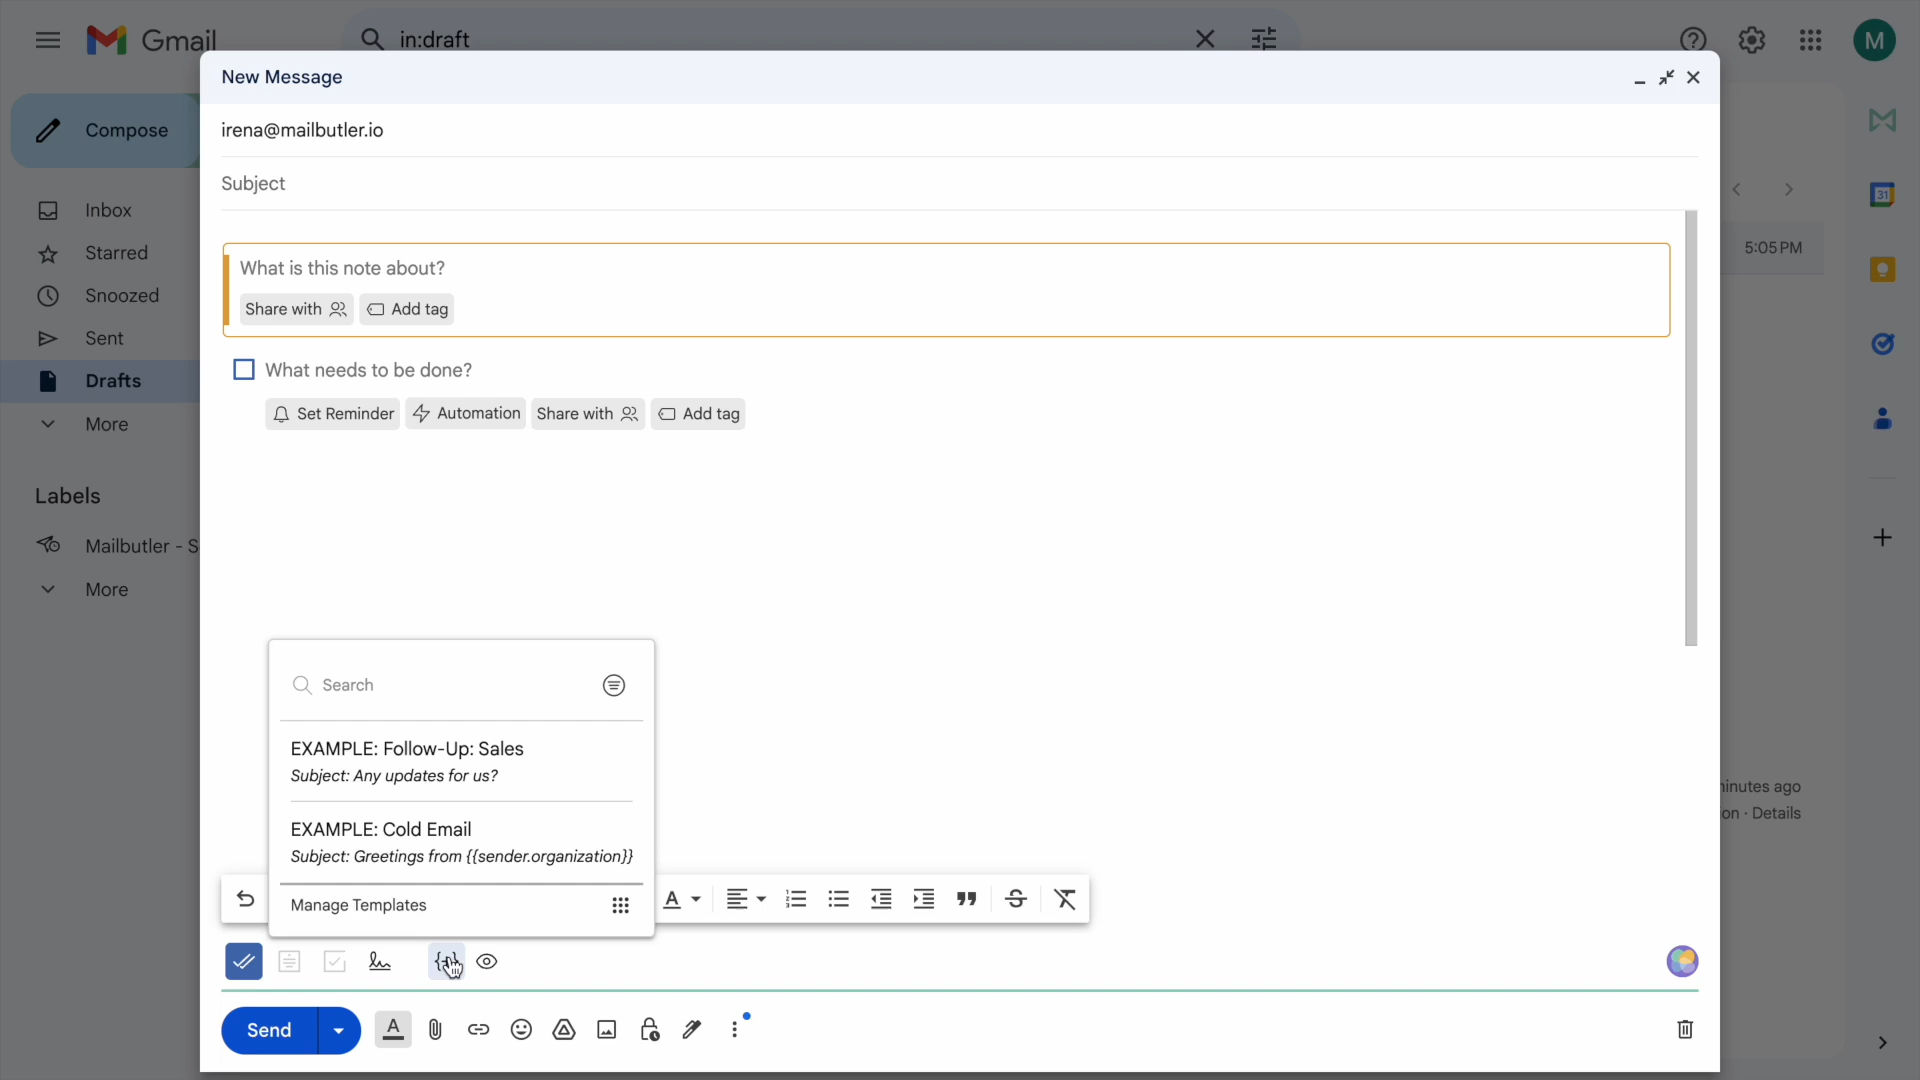 Gmail
in:draft
M
New Message
irena@mailbutler.io
Compose
Subject
Inbox
Starred
Snoozed
Sent
Drafts
More
31
5:05 PM
What is this note about?
Share with
Add tag
What needs to be done?
Set Reminder
Automation
Share with
Add tag
Labels
Mailbutler - S
More
Search
EXAMPLE: Follow-Up: Sales
Subject: Any updates for us?
EXAMPLE: Cold Email
Subject: Greetings from {{sender.organization}}
Manage Templates
inutes ago
on · Details
A
Send
A